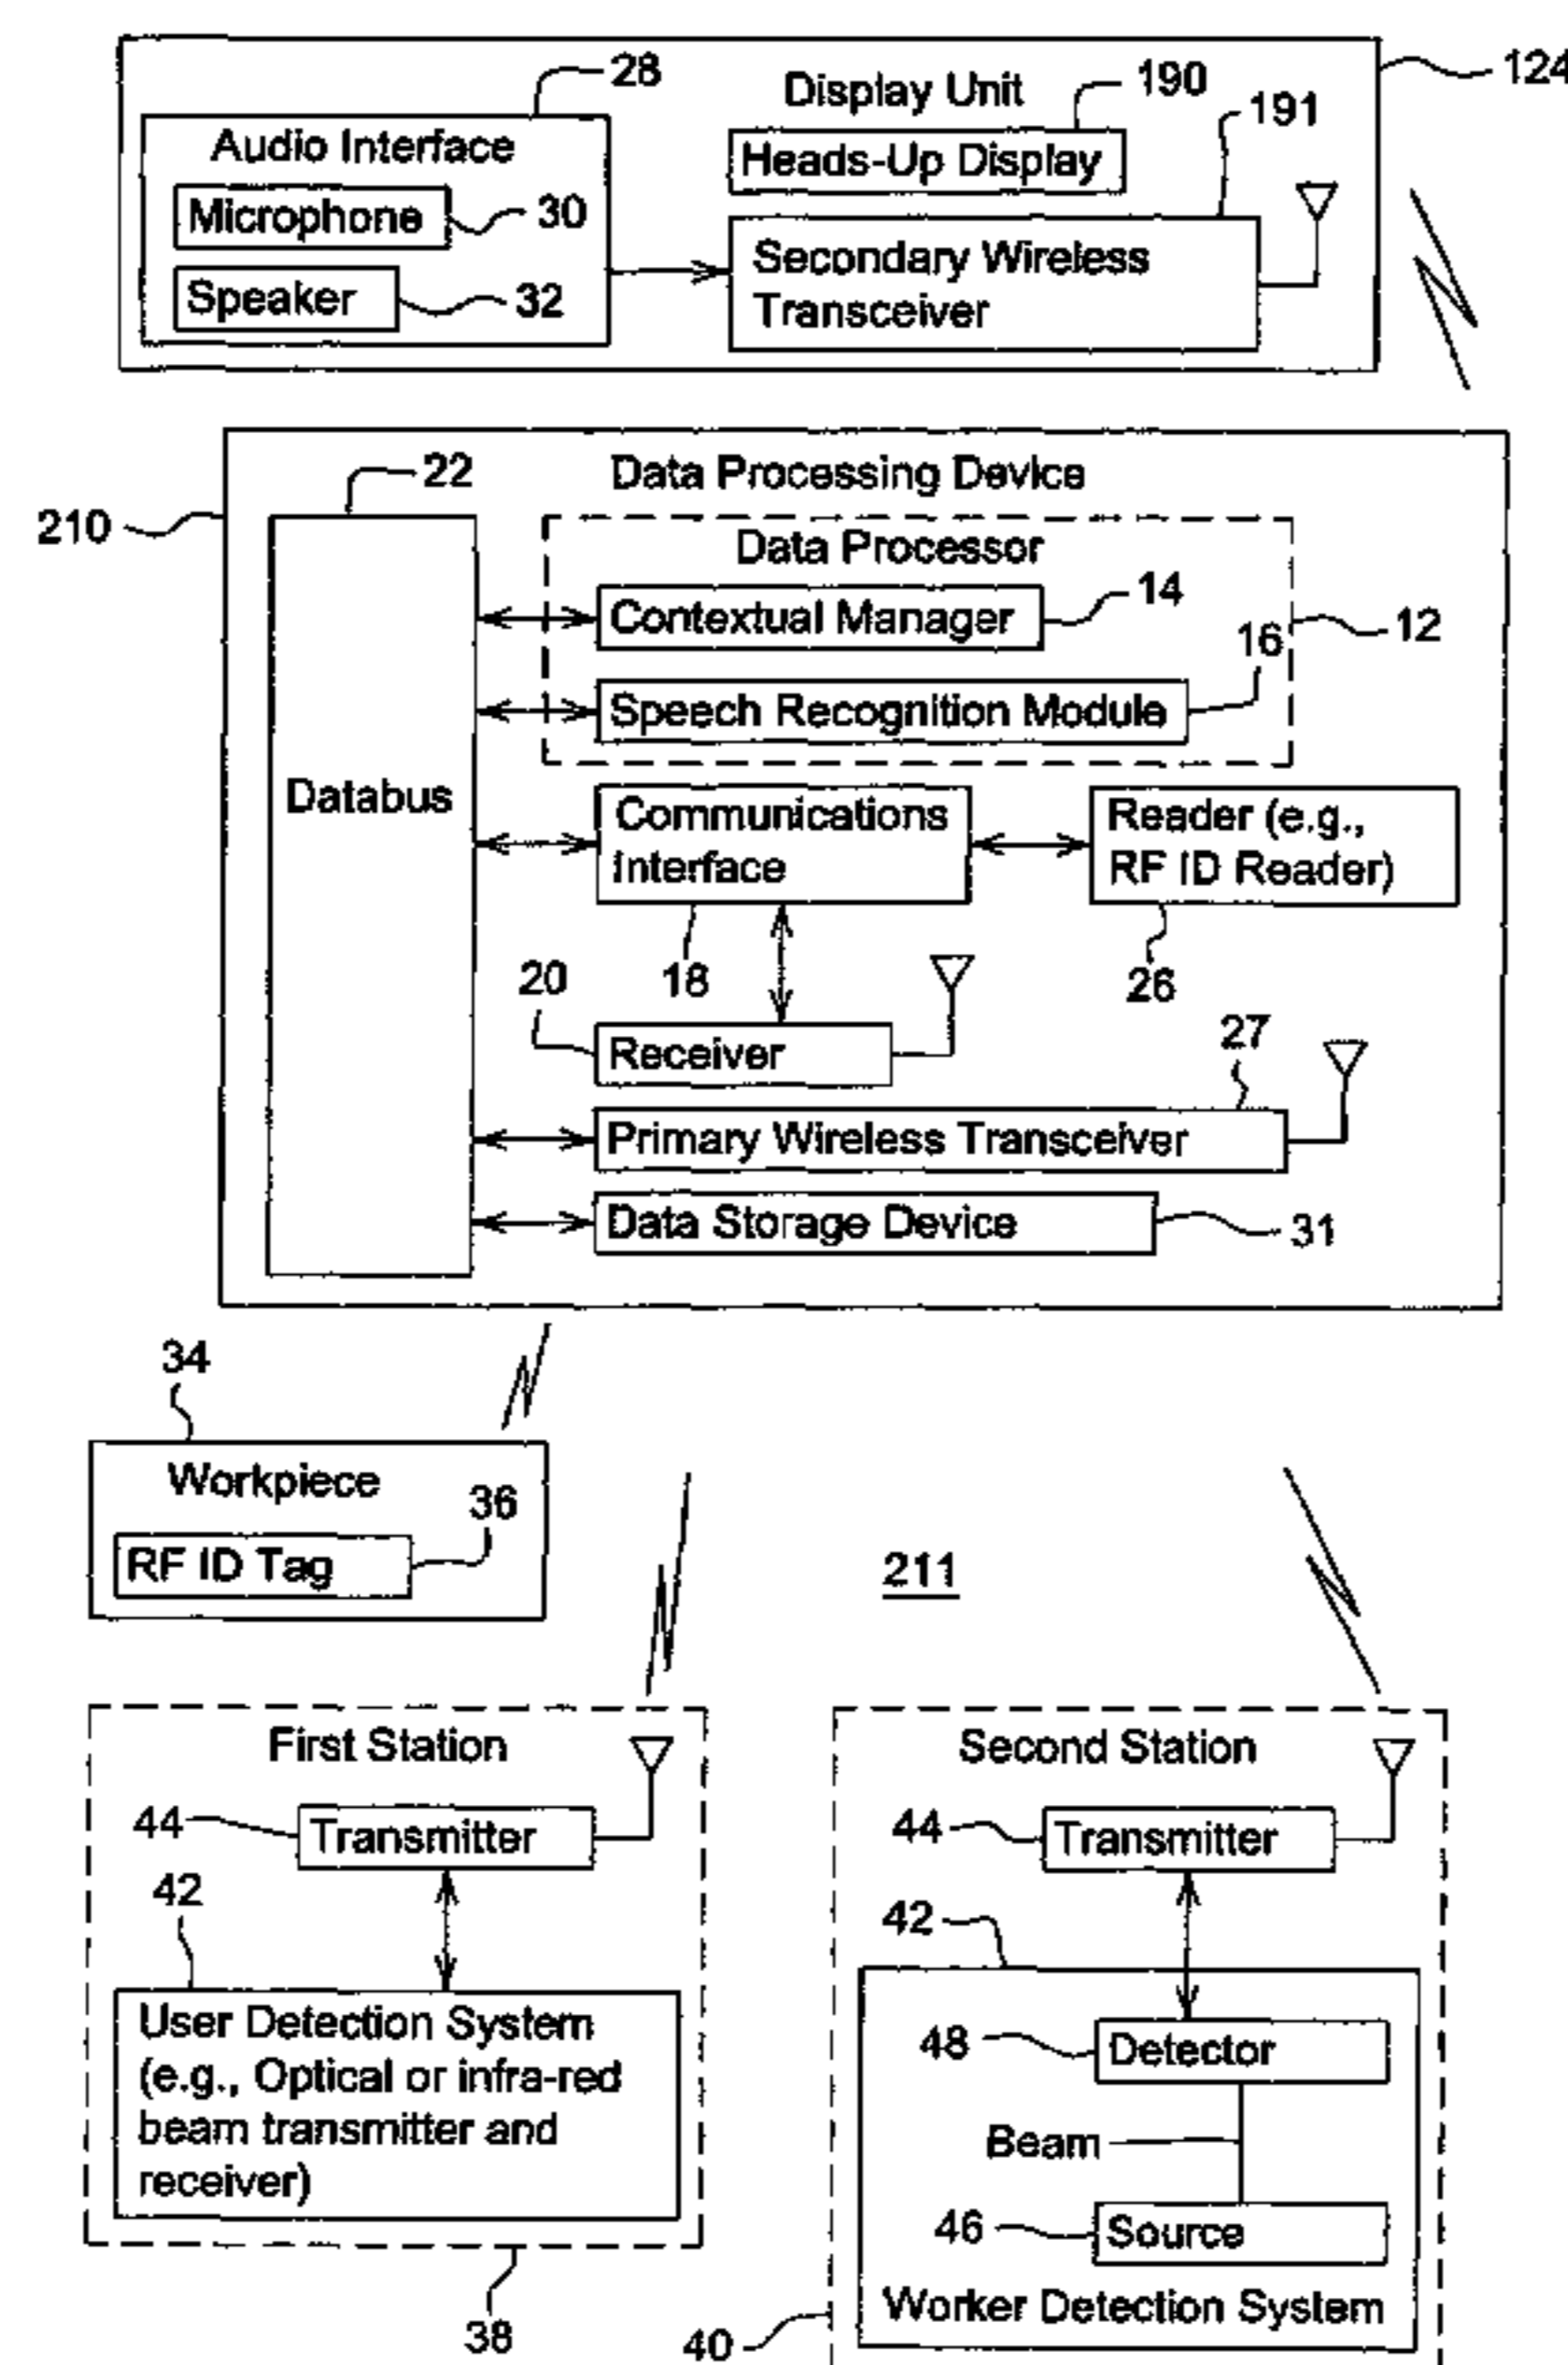 28
Display Unit
190
124
191
Audio Interface
Heads-Up Display
Microphone
30
Secondary Wireless
Transceiver
Speaker
32
22
Data Processing Device
210
Data Processor
Contextual Manager
14
12
16
Speech Recognition Module
Databus
Communications
Interface
Reader (e.g.,
RF ID Reader)
20
18
26
Receiver
27
Primary Wireless Transceiver
Data Storage Device
31
34
Workpiece
36
RF ID Tag
211
First Station
44
Transmitter
42
User Detection System
(e.g., Optical or infra-red
beam transmitter and
receiver)
38
Second Station
44
Transmitter
42
48
Detector
Beam
46
Source
Worker Detection System
40